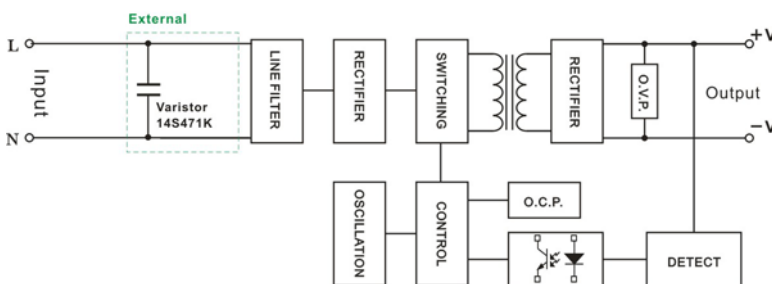 External
L
N
Input
Varistor
14S471K
LINE FILTER
RECTIFIER
SWITCHING
RECTIFIER
O.V.P.
+V
Output
−V
OSCILLATION
CONTROL
O.C.P.
DETECT